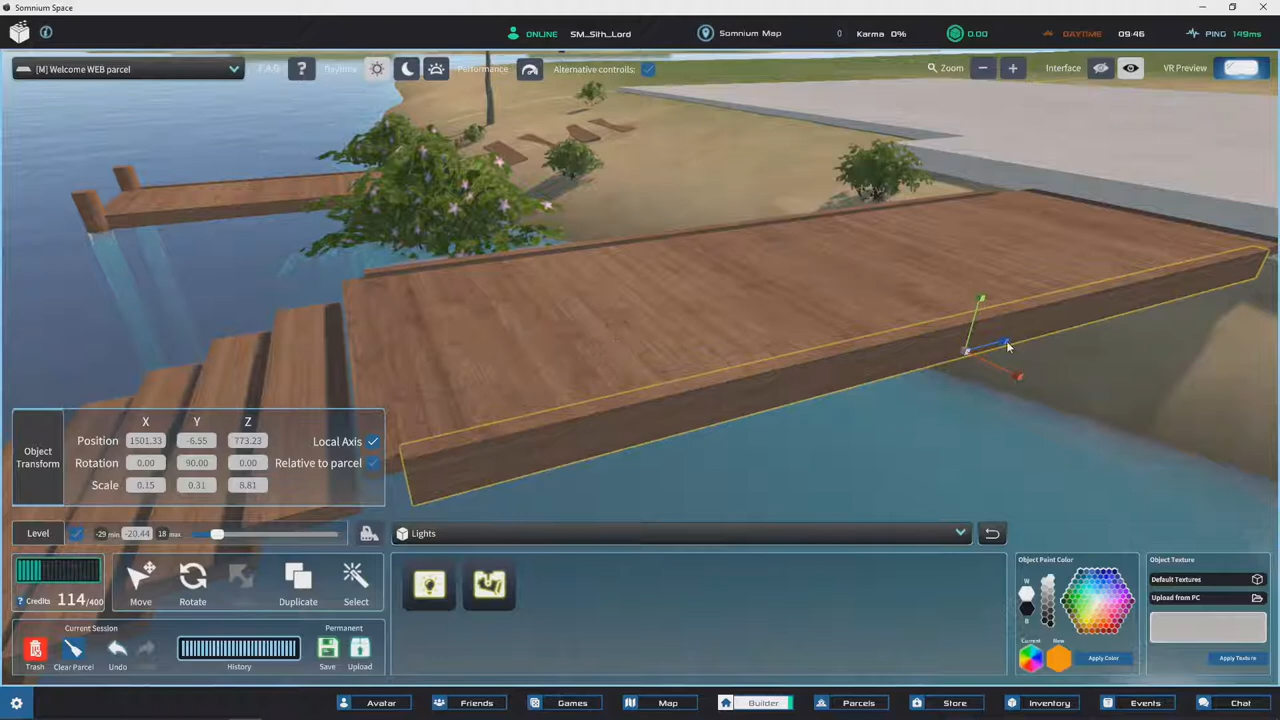 Somnium Space
ONLINE
SM_Sith_Lord
Somnium Map
0
Karma 0%
0.00
DAYTIME
09:46
PING 149ms
[M] Welcome WEB parcel
F.A.Q
?
Daytime
Performance
Alternative controlls:
Zoom
Interface
VR Preview
Object Transform
X Y Z
Position 1501.33 -6.55 773.23 Local Axis
Rotation 0.00 90.00 0.00 Relative to parcel
Scale 0.15 0.31 8.81
Level -29 min -20.44 18 max
Lights
? Credits 114/400
Move
Rotate
Duplicate
Select
Current Session
Permanent
Trash
Clear Parcel
Undo
History
Save
Upload
Object Paint Color
W
B
Current
New
Apply Color
Object Texture
Default Textures
Upload from PC
Apply Texture
Avatar
Friends
Games
Map
Builder
Parcels
Store
Inventory
Events
Chat